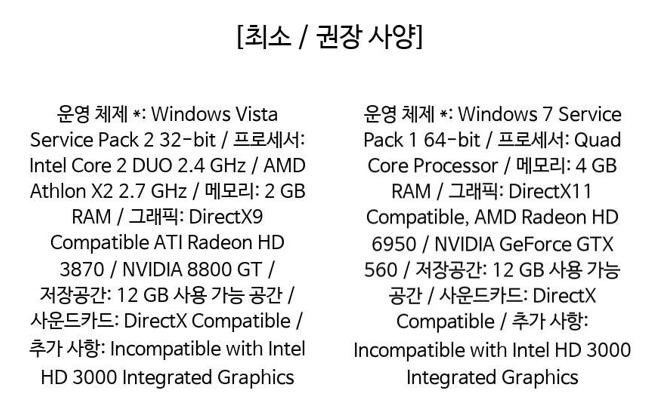 [최소 / 권장 사양]
운영 체제 *: Windows Vista
Service Pack 2 32-bit / 프로세서:
Intel Core 2 DUO 2.4 GHz / AMD
Athlon X2 2.7 GHz / 메모리: 2 GB
RAM / 그래픽: DirectX9
Compatible ATI Radeon HD
3870 / NVIDIA 8800 GT /
저장공간: 12 GB 사용 가능 공간 /
사운드카드: DirectX Compatible /
추가 사항: Incompatible with Intel
HD 3000 Integrated Graphics
운영 체제 *: Windows 7 Service
Pack 1 64-bit / 프로세서: Quad
Core Processor / 메모리: 4 GB
RAM / 그래픽: DirectX11
Compatible, AMD Radeon HD
6950 / NVIDIA GeForce GTX
560 / 저장공간: 12 GB 사용 가능
공간 / 사운드카드: DirectX
Compatible / 추가 사항:
Incompatible with Intel HD 3000
Integrated Graphics